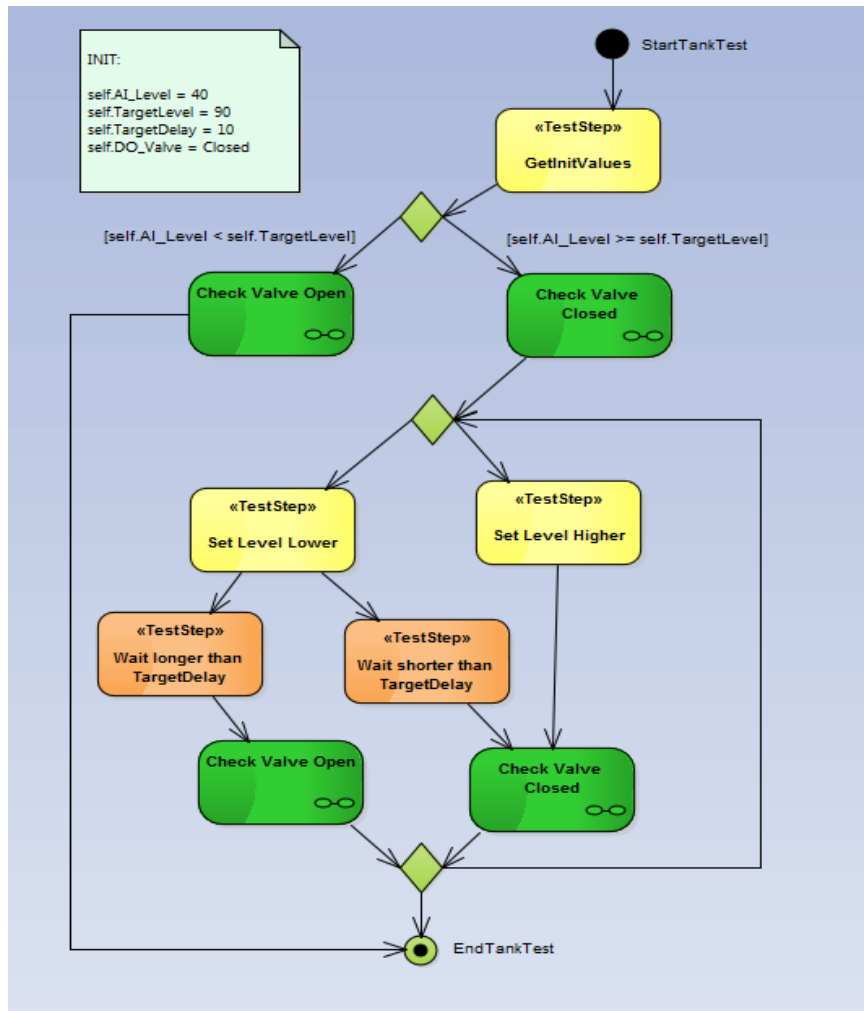 INIT:
self.AI_Level = 40
self.TargetLevel = 90
self.TargetDelay = 10
self.DO_Valve = Closed
StartTankTest
«TestStep»
GetInitValues
[self.AI_Level < self.TargetLevel]
[self.AI_Level >= self.TargetLevel]
Check Valve Open
Check Valve
Closed
«TestStep»
Set Level Lower
«TestStep»
Set Level Higher
«TestStep»
Wait longer than
TargetDelay
«TestStep»
Wait shorter than
TargetDelay
Check Valve Open
Check Valve
Closed
EndTankTest